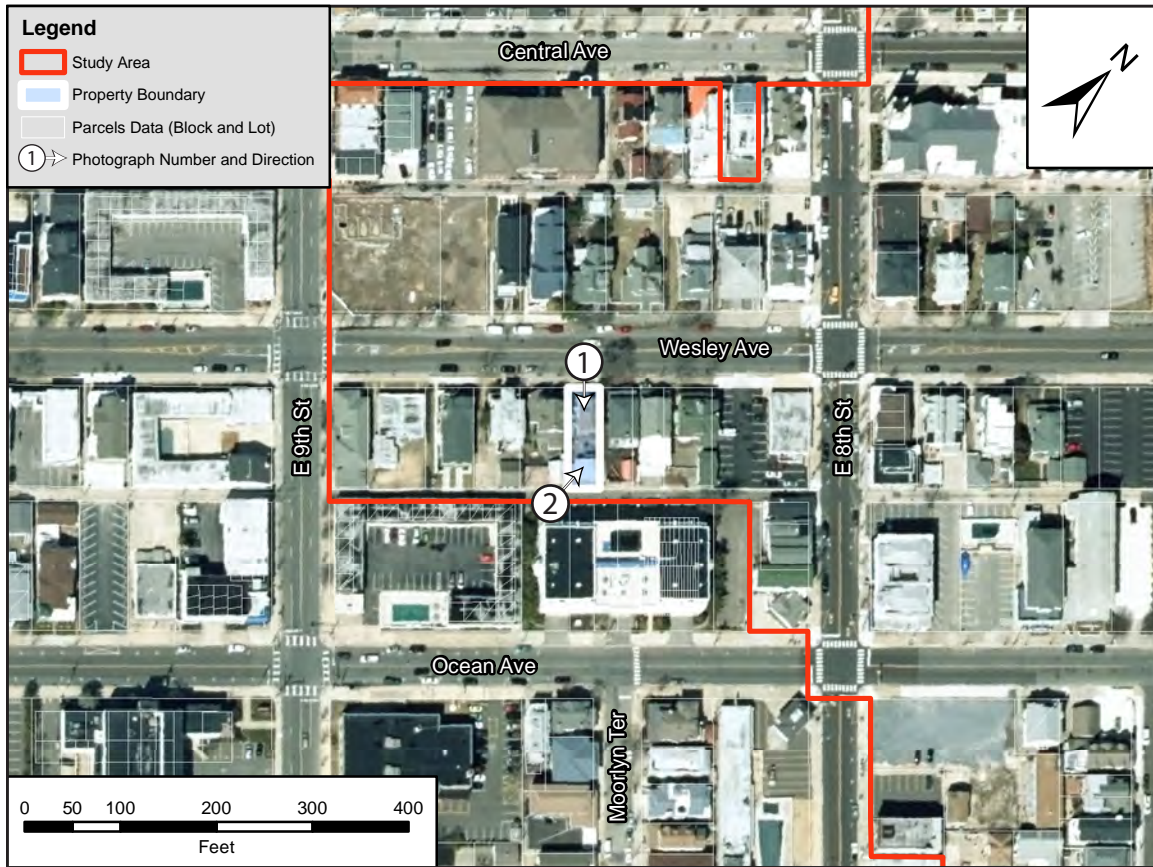 Legend
Study Area
Property Boundary
Parcels Data (Block and Lot)
1 Photograph Number and Direction
Central Ave
N
Wesley Ave
1
E 9th St
E 8th St
2
Ocean Ave
Moorlyn Ter
0 50 100 200 300 400
Feet